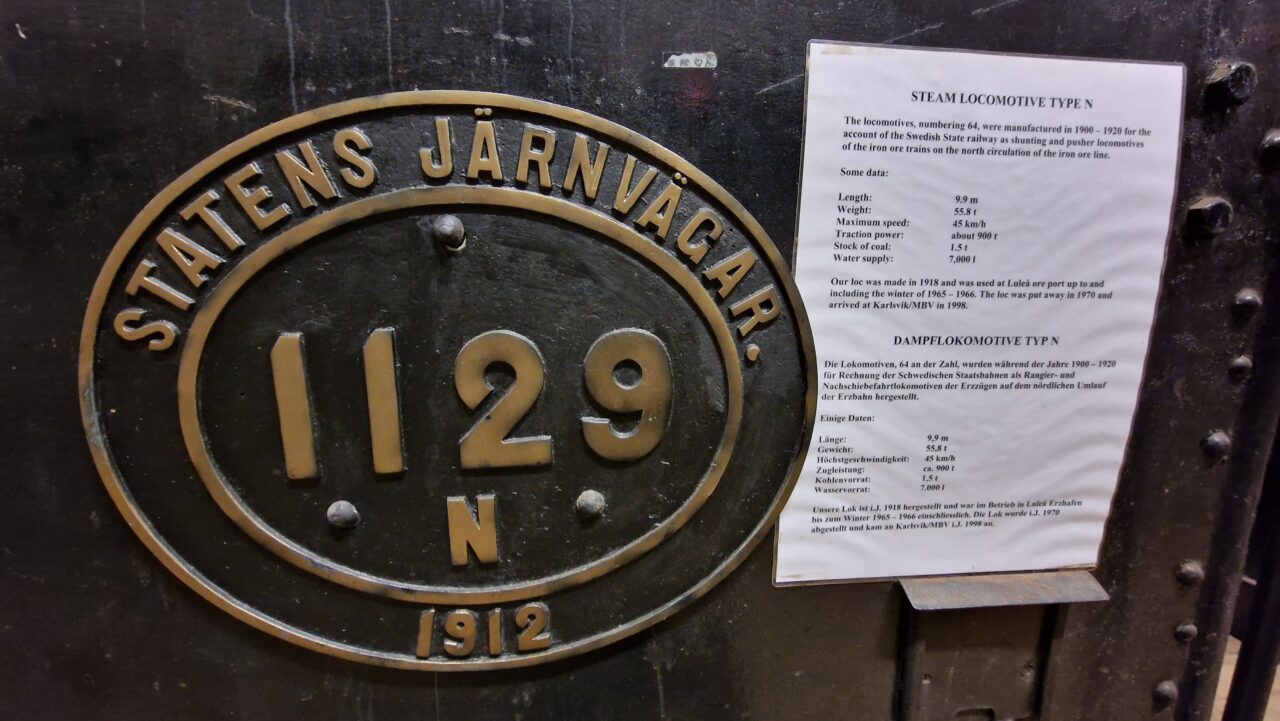 STATENS JÄRNVÄGAR.
1129
N
1912
STEAM LOCOMOTIVE TYPE N
The locomotives, numbering 64, were manufactured in 1900 – 1920 for the
account of the Swedish State railway as shunting and pusher locomotives
of the iron ore trains on the north circulation of the iron ore line.
Some data:
Length: 9.9 m
Weight: 55.8 t
Maximum speed: 45 km/h
Traction power: about 900 t
Stock of coal: 1.5 t
Water supply: 7,000 l
Our loc was made in 1918 and was used at Luleå ore port up to and
including the winter of 1965 – 1966. The loc was put away in 1970 and
arrived at Karlsvik/MBV in 1998.
DAMPFLOKOMOTIVE TYP N
Die Lokomotiven, 64 an der Zahl, wurden während der Jahre 1900 – 1920
für Rechnung der Schwedischen Staatsbahnen als Rangier- und
Nachschiebefahrtlokomotiven der Erzzügen auf dem nördlichen Umlauf
der Erzbahn hergestellt.
Einige Daten:
Länge: 9,9 m
Gewicht: 55,8 t
Höchstgeschwindigkeit: 45 km/h
Zugleistung: ca. 900 t
Kohlenvorrat: 1,5 t
Wasservorrat: 7.000 l
Unsere Lok ist i.J. 1918 hergestellt und war im Betrieb in Luleå Erzhafen
bis zum Winter 1965 – 1966 einschliesslich. Die Lok wurde i.J. 1970
abgestellt und kam an Karlsvik/MBV i.J. 1998 an.